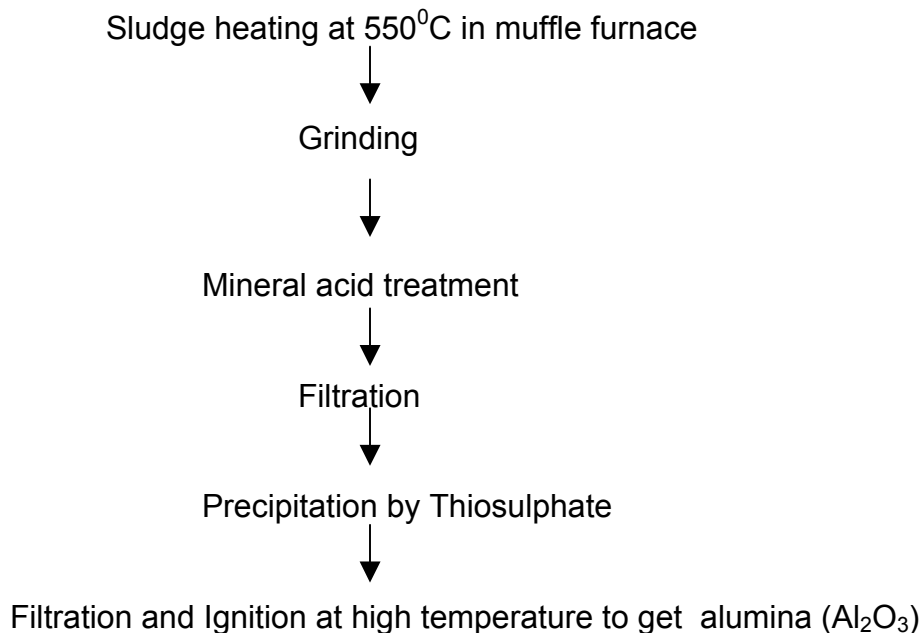 Sludge heating at 550⁰C in muffle furnace
Grinding
Mineral acid treatment
Filtration
Precipitation by Thiosulphate
Filtration and Ignition at high temperature to get alumina (Al₂O₃)